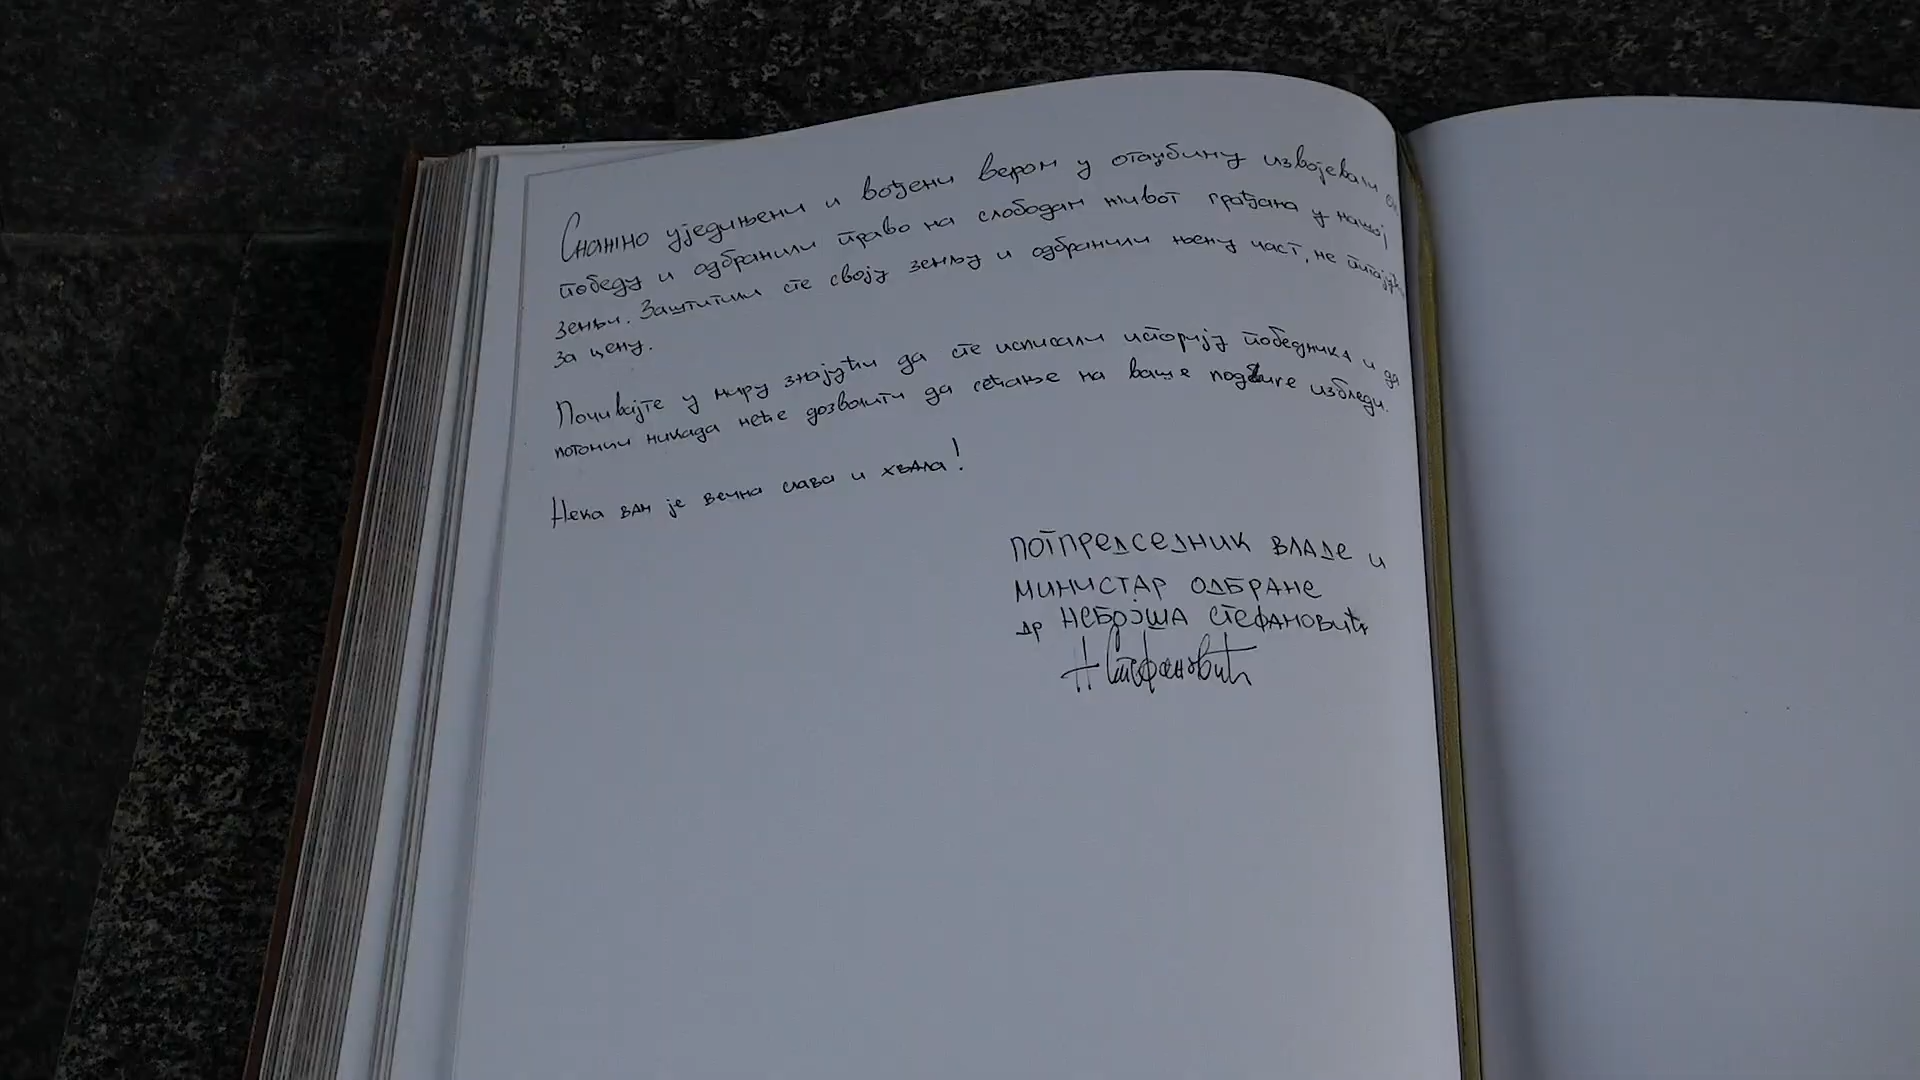 Снажно уједињени и вођени вером у отаџбину извојевали
победу и одбранили право на слободан живот грађана у нашој
земљи. Заштитили сте своју земљу и одбранили њену част, не питајући
за цену.
Почивајте у миру знајући да сте исписали историју победника и да
потомци никада неће дозволити да сећање на ваше подвиге избледи.
Нека вам је вечна слава и хвала!
ПОТПРЕДСЕДНИК ВЛАДЕ И
МИНИСТАР ОДБРАНЕ
ДР НЕБОЈША СТЕФАНОВИЋ
Н Стефановић